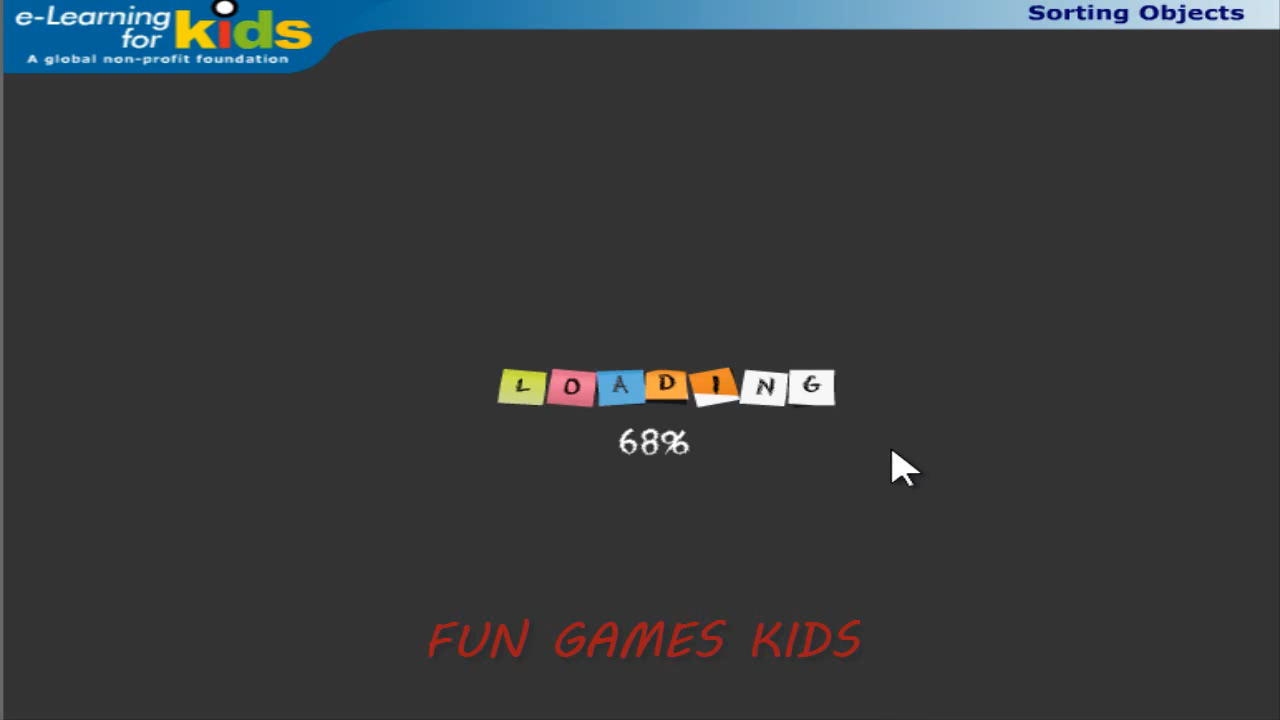 e-Learning
for kids
A global non-profit foundation
Sorting Objects
LOADING
68%
FUN GAMES KIDS